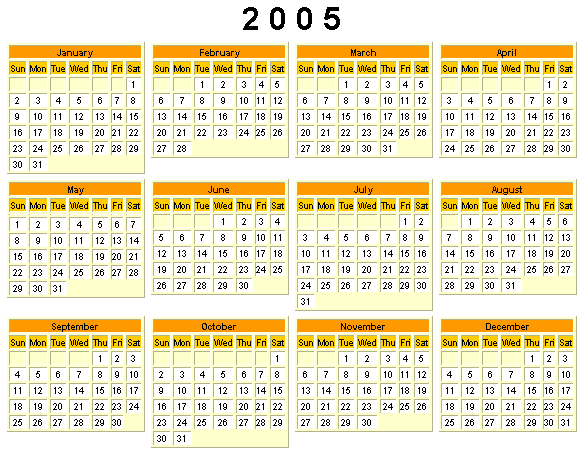 2005
January
Sun Mon Tue Wed Thu Fri Sat
1
2 3 4 5 6 7 8
9 10 11 12 13 14 15
16 17 18 19 20 21 22
23 24 25 26 27 28 29
30 31
February
Sun Mon Tue Wed Thu Fri Sat
1 2 3 4 5
6 7 8 9 10 11 12
13 14 15 16 17 18 19
20 21 22 23 24 25 26
27 28
March
Sun Mon Tue Wed Thu Fri Sat
1 2 3 4 5
6 7 8 9 10 11 12
13 14 15 16 17 18 19
20 21 22 23 24 25 26
27 28 29 30 31
April
Sun Mon Tue Wed Thu Fri Sat
1 2
3 4 5 6 7 8 9
10 11 12 13 14 15 16
17 18 19 20 21 22 23
24 25 26 27 28 29 30
May
Sun Mon Tue Wed Thu Fri Sat
1 2 3 4 5 6 7
8 9 10 11 12 13 14
15 16 17 18 19 20 21
22 23 24 25 26 27 28
29 30 31
June
Sun Mon Tue Wed Thu Fri Sat
1 2 3 4
5 6 7 8 9 10 11
12 13 14 15 16 17 18
19 20 21 22 23 24 25
26 27 28 29 30
July
Sun Mon Tue Wed Thu Fri Sat
1 2
3 4 5 6 7 8 9
10 11 12 13 14 15 16
17 18 19 20 21 22 23
24 25 26 27 28 29 30
31
August
Sun Mon Tue Wed Thu Fri Sat
1 2 3 4 5 6
7 8 9 10 11 12 13
14 15 16 17 18 19 20
21 22 23 24 25 26 27
28 29 30 31
September
Sun Mon Tue Wed Thu Fri Sat
1 2 3
4 5 6 7 8 9 10
11 12 13 14 15 16 17
18 19 20 21 22 23 24
25 26 27 28 29 30
October
Sun Mon Tue Wed Thu Fri Sat
1
2 3 4 5 6 7 8
9 10 11 12 13 14 15
16 17 18 19 20 21 22
23 24 25 26 27 28 29
30 31
November
Sun Mon Tue Wed Thu Fri Sat
1 2 3 4 5
6 7 8 9 10 11 12
13 14 15 16 17 18 19
20 21 22 23 24 25 26
27 28 29 30
December
Sun Mon Tue Wed Thu Fri Sat
1 2 3
4 5 6 7 8 9 10
11 12 13 14 15 16 17
18 19 20 21 22 23 24
25 26 27 28 29 30 31